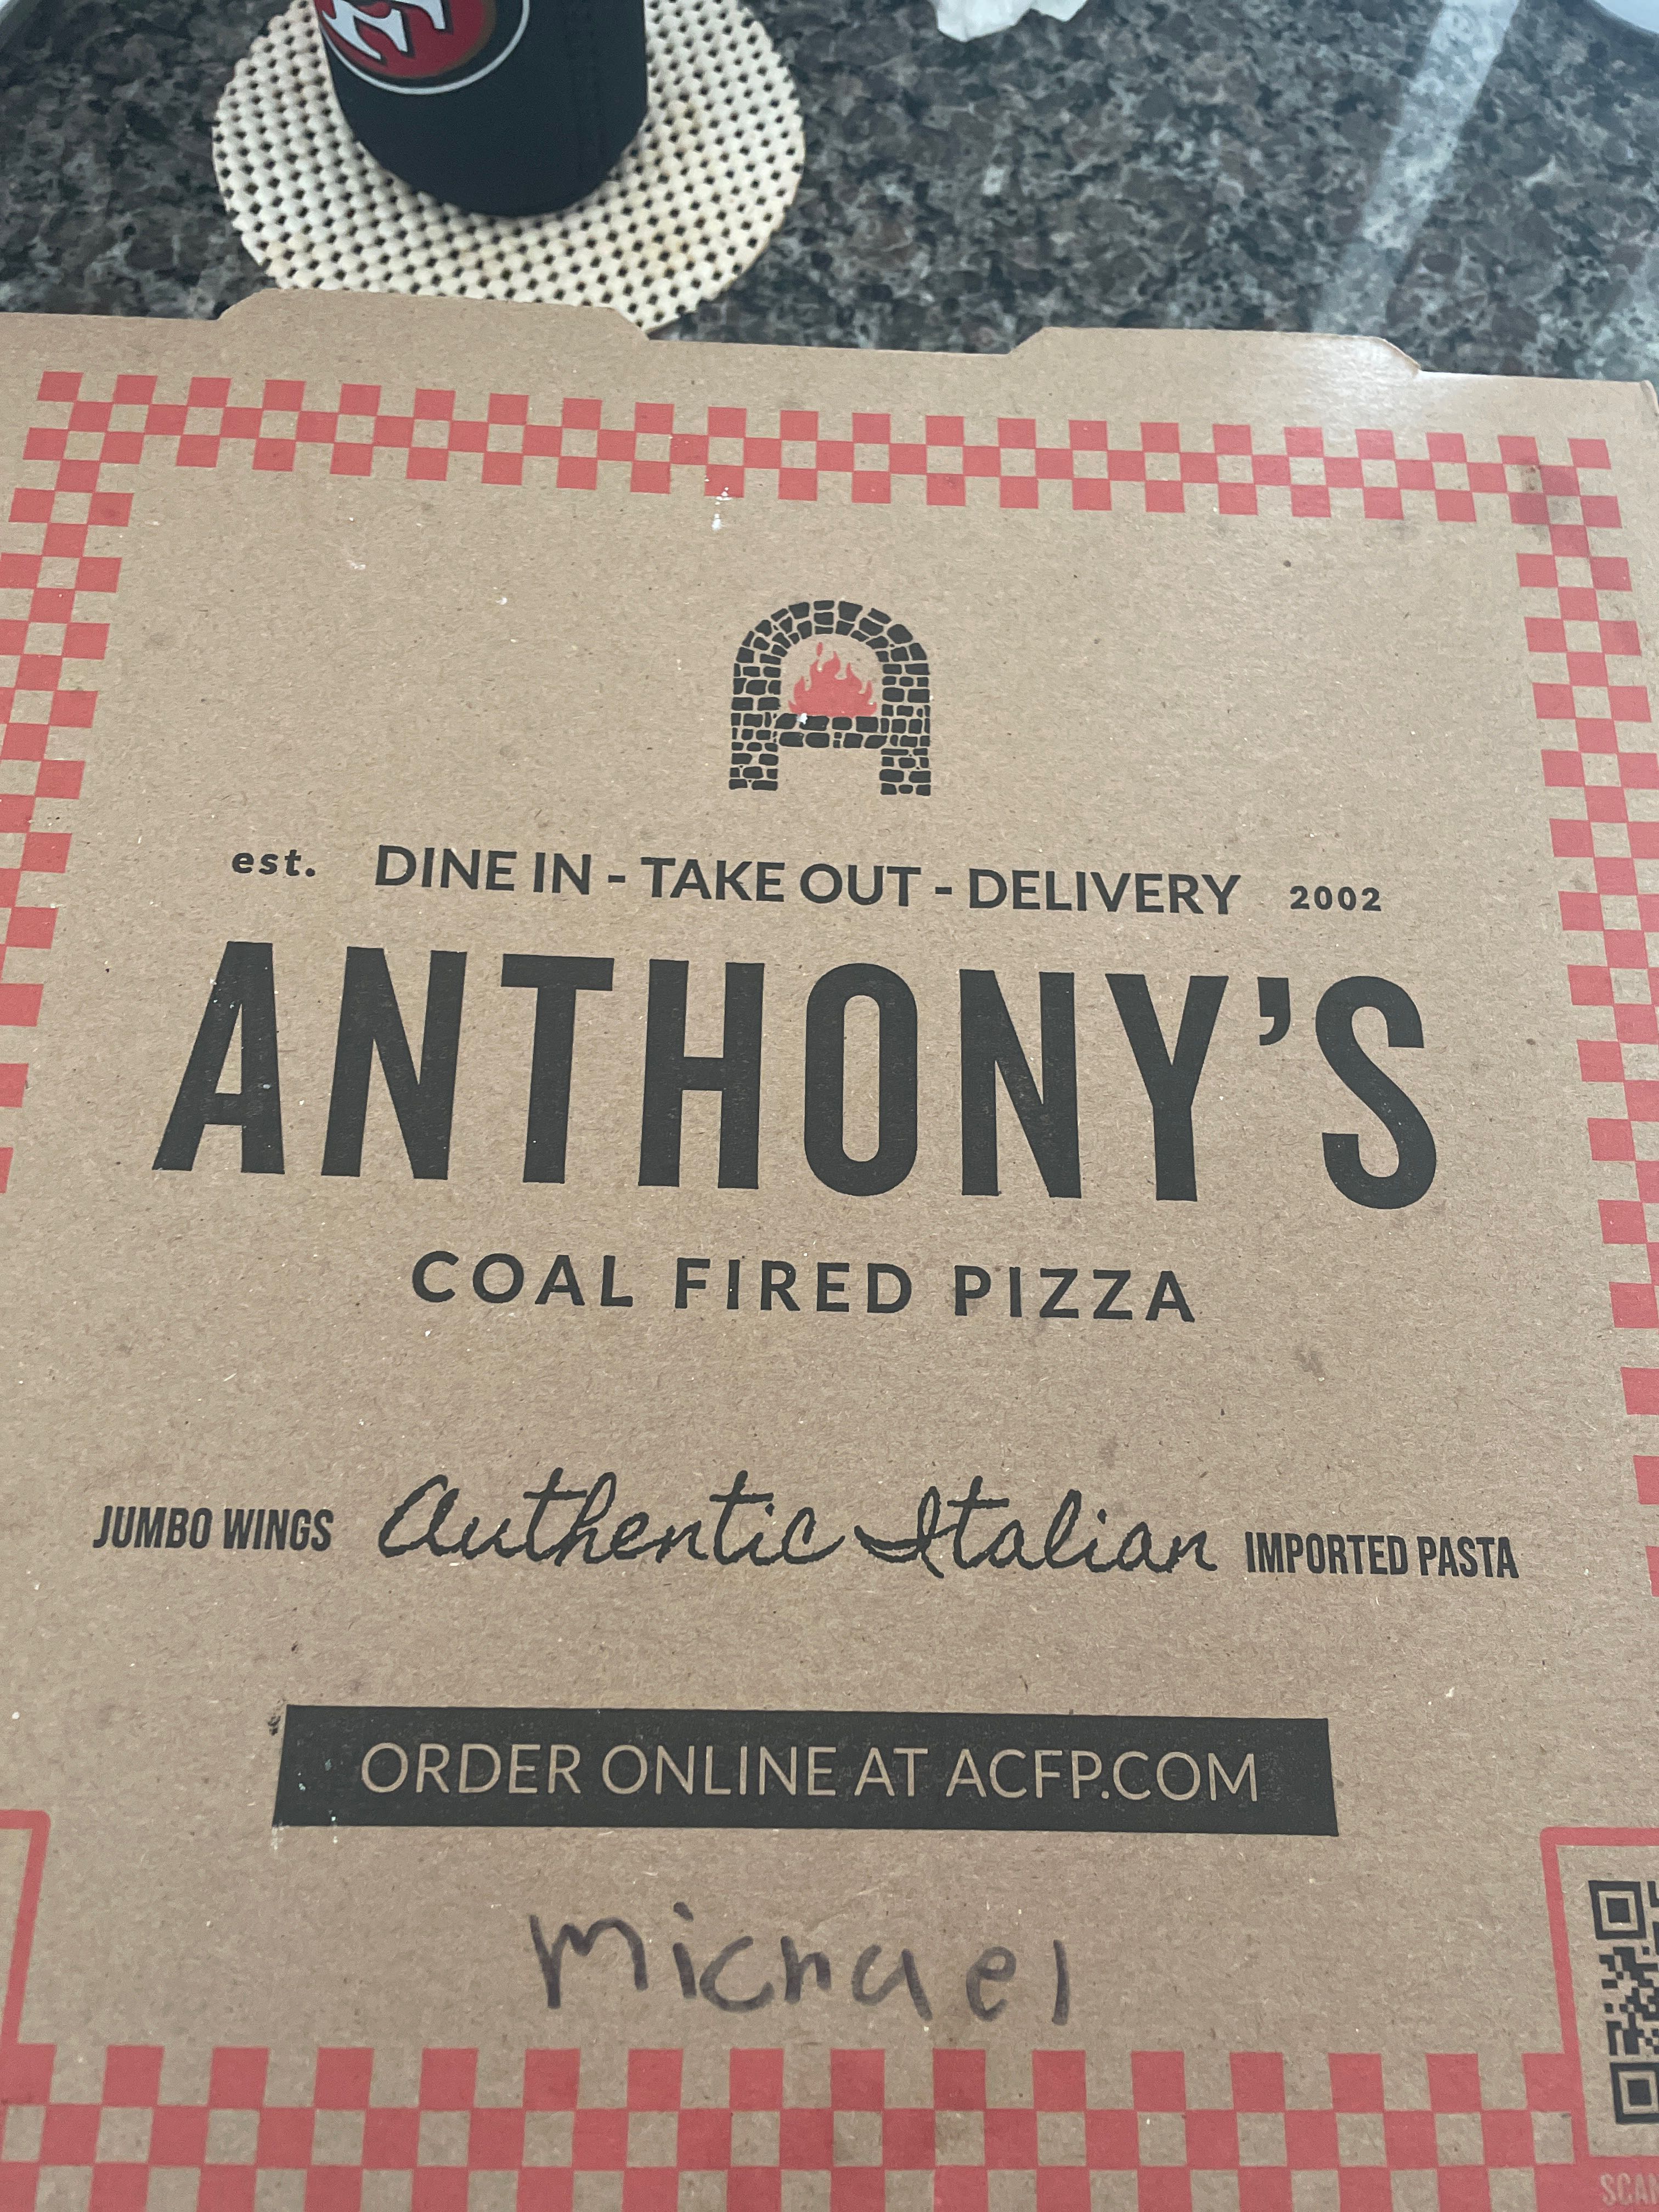 est. DINE IN - TAKE OUT - DELIVERY 2002
ANTHONY'S
COAL FIRED PIZZA
JUMBO WINGS Authentic Italian IMPORTED PASTA
ORDER ONLINE AT ACFP.COM
michael